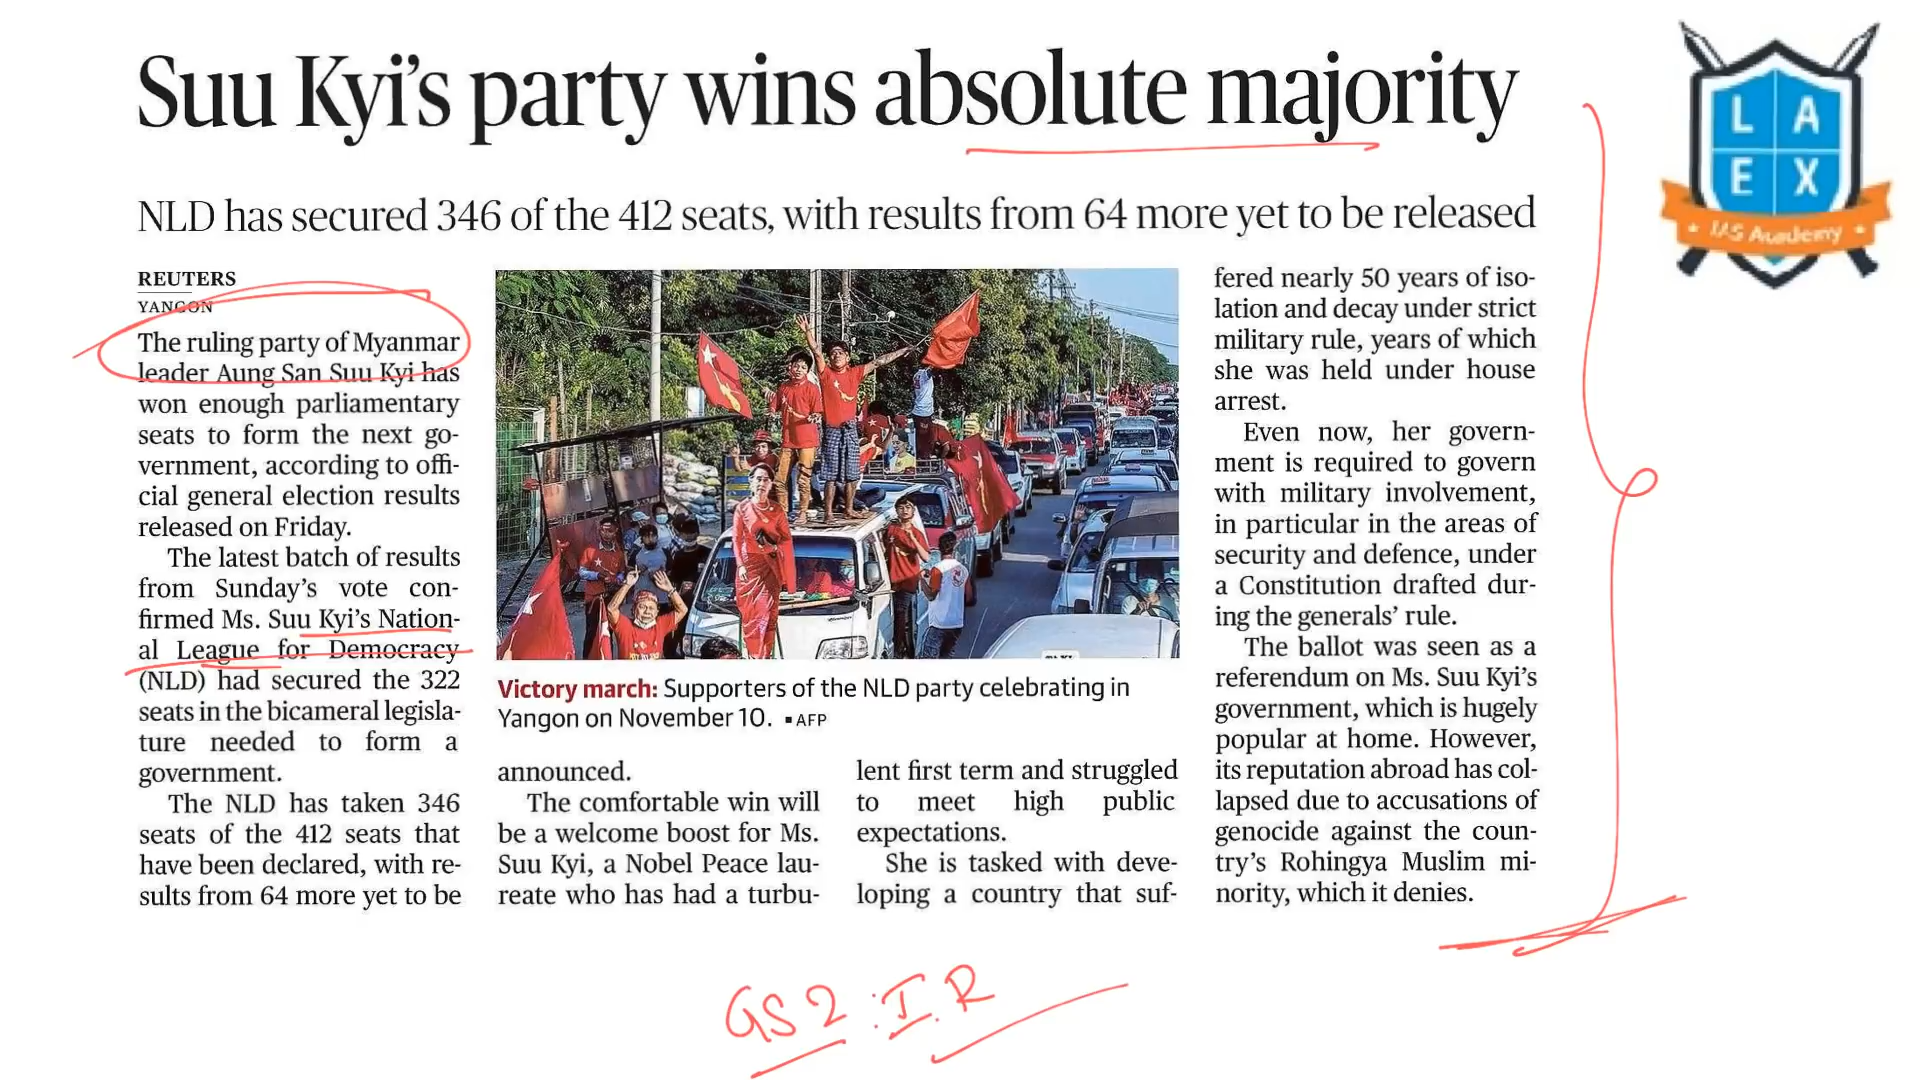 Suu Kyi's party wins absolute majority
NLD has secured 346 of the 412 seats, with results from 64 more yet to be released
REUTERS
YANGON
The ruling party of Myanmar
leader Aung San Suu Kyi has
won enough parliamentary
seats to form the next go-
vernment, according to offi-
cial general election results
released on Friday.
The latest batch of results
from Sunday's vote con-
firmed Ms. Suu Kyi's Nation-
al League for Democracy
(NLD) had secured the 322
seats in the bicameral legisla-
ture needed to form a
government.
The NLD has taken 346
seats of the 412 seats that
have been declared, with re-
sults from 64 more yet to be
Victory march: Supporters of the NLD party celebrating in
Yangon on November 10. ▪ AFP
announced.
The comfortable win will
be a welcome boost for Ms.
Suu Kyi, a Nobel Peace lau-
reate who has had a turbu-
lent first term and struggled
to meet high public
expectations.
She is tasked with deve-
loping a country that suf-
fered nearly 50 years of iso-
lation and decay under strict
military rule, years of which
she was held under house
arrest.
Even now, her govern-
ment is required to govern
with military involvement,
in particular in the areas of
security and defence, under
a Constitution drafted dur-
ing the generals' rule.
The ballot was seen as a
referendum on Ms. Suu Kyi's
government, which is hugely
popular at home. However,
its reputation abroad has col-
lapsed due to accusations of
genocide against the coun-
try's Rohingya Muslim mi-
nority, which it denies.
L A
E X
IAS Academy
GS2 : I.R